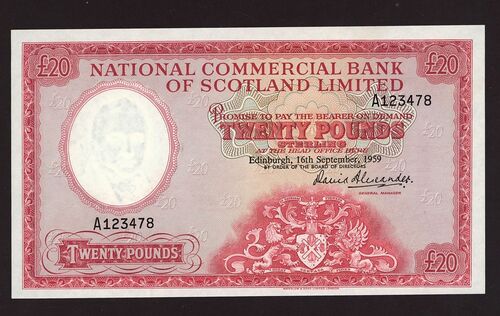 £20
£20
NATIONAL COMMERCIAL BANK
OF SCOTLAND LIMITED
A123478
PROMISE TO PAY THE BEARER ON DEMAND
TWENTY POUNDS
STERLING
AT THE HEAD OFFICE HERE
Edinburgh, 16th September, 1959
BY ORDER OF THE BOARD OF DIRECTORS
David Alexander
GENERAL MANAGER
A123478
TWENTY POUNDS
£20